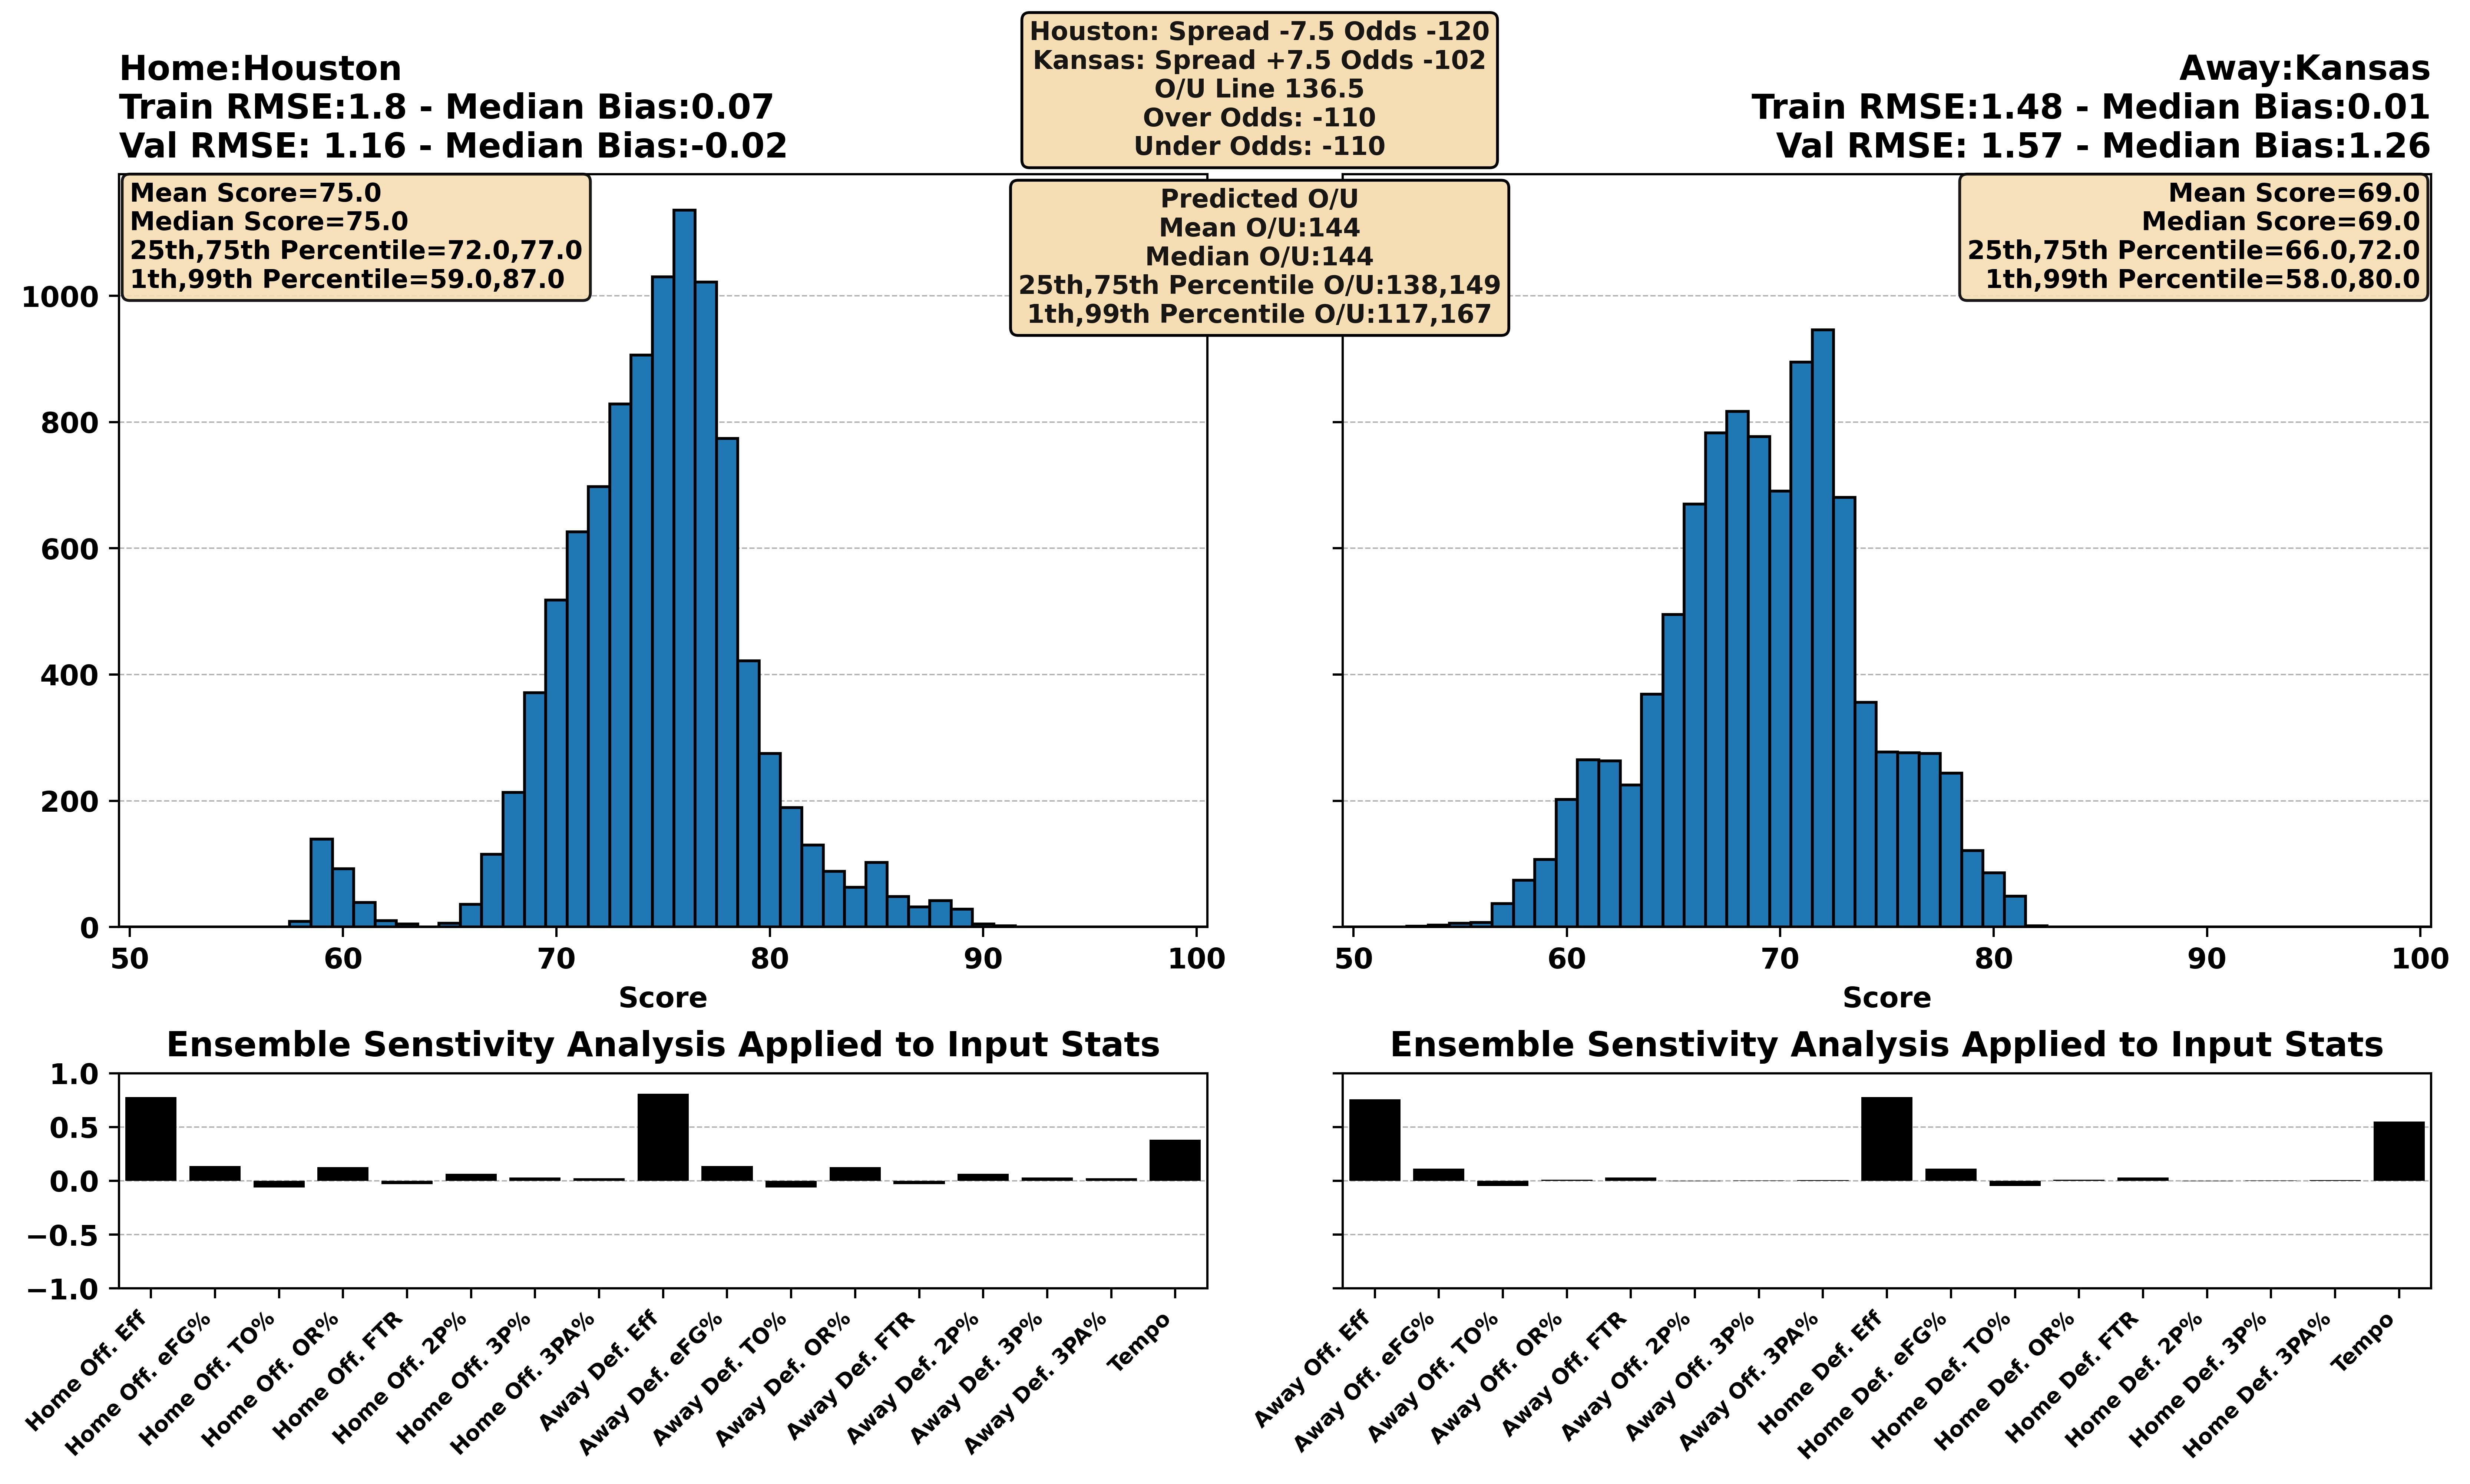 Houston: Spread -7.5 Odds -120
Kansas: Spread +7.5 Odds -102
O/U Line 136.5
Over Odds: -110
Under Odds: -110
Home:Houston
Train RMSE:1.8 - Median Bias:0.07
Val RMSE: 1.16 - Median Bias:-0.02
Away:Kansas
Train RMSE:1.48 - Median Bias:0.01
Val RMSE: 1.57 - Median Bias:1.26
Mean Score=75.0
Median Score=75.0
25th,75th Percentile=72.0,77.0
1th,99th Percentile=59.0,87.0
Predicted O/U
Mean O/U:144
Median O/U:144
25th,75th Percentile O/U:138,149
1th,99th Percentile O/U:117,167
Mean Score=69.0
Median Score=69.0
25th,75th Percentile=66.0,72.0
1th,99th Percentile=58.0,80.0
1000
800
600
400
200
0
50 60 70 80 90 100
Score
50 60 70 80 90 100
Score
Ensemble Senstivity Analysis Applied to Input Stats
Ensemble Senstivity Analysis Applied to Input Stats
1.0
0.5
0.0
−0.5
−1.0
Home Off. Eff
Home Off. eFG%
Home Off. TO%
Home Off. OR%
Home Off. FTR
Home Off. 2P%
Home Off. 3P%
Home Off. 3PA%
Away Def. Eff
Away Def. eFG%
Away Def. TO%
Away Def. OR%
Away Def. FTR
Away Def. 2P%
Away Def. 3P%
Away Def. 3PA%
Tempo
Away Off. Eff
Away Off. eFG%
Away Off. TO%
Away Off. OR%
Away Off. FTR
Away Off. 2P%
Away Off. 3P%
Away Off. 3PA%
Home Def. Eff
Home Def. eFG%
Home Def. TO%
Home Def. OR%
Home Def. FTR
Home Def. 2P%
Home Def. 3P%
Home Def. 3PA%
Tempo